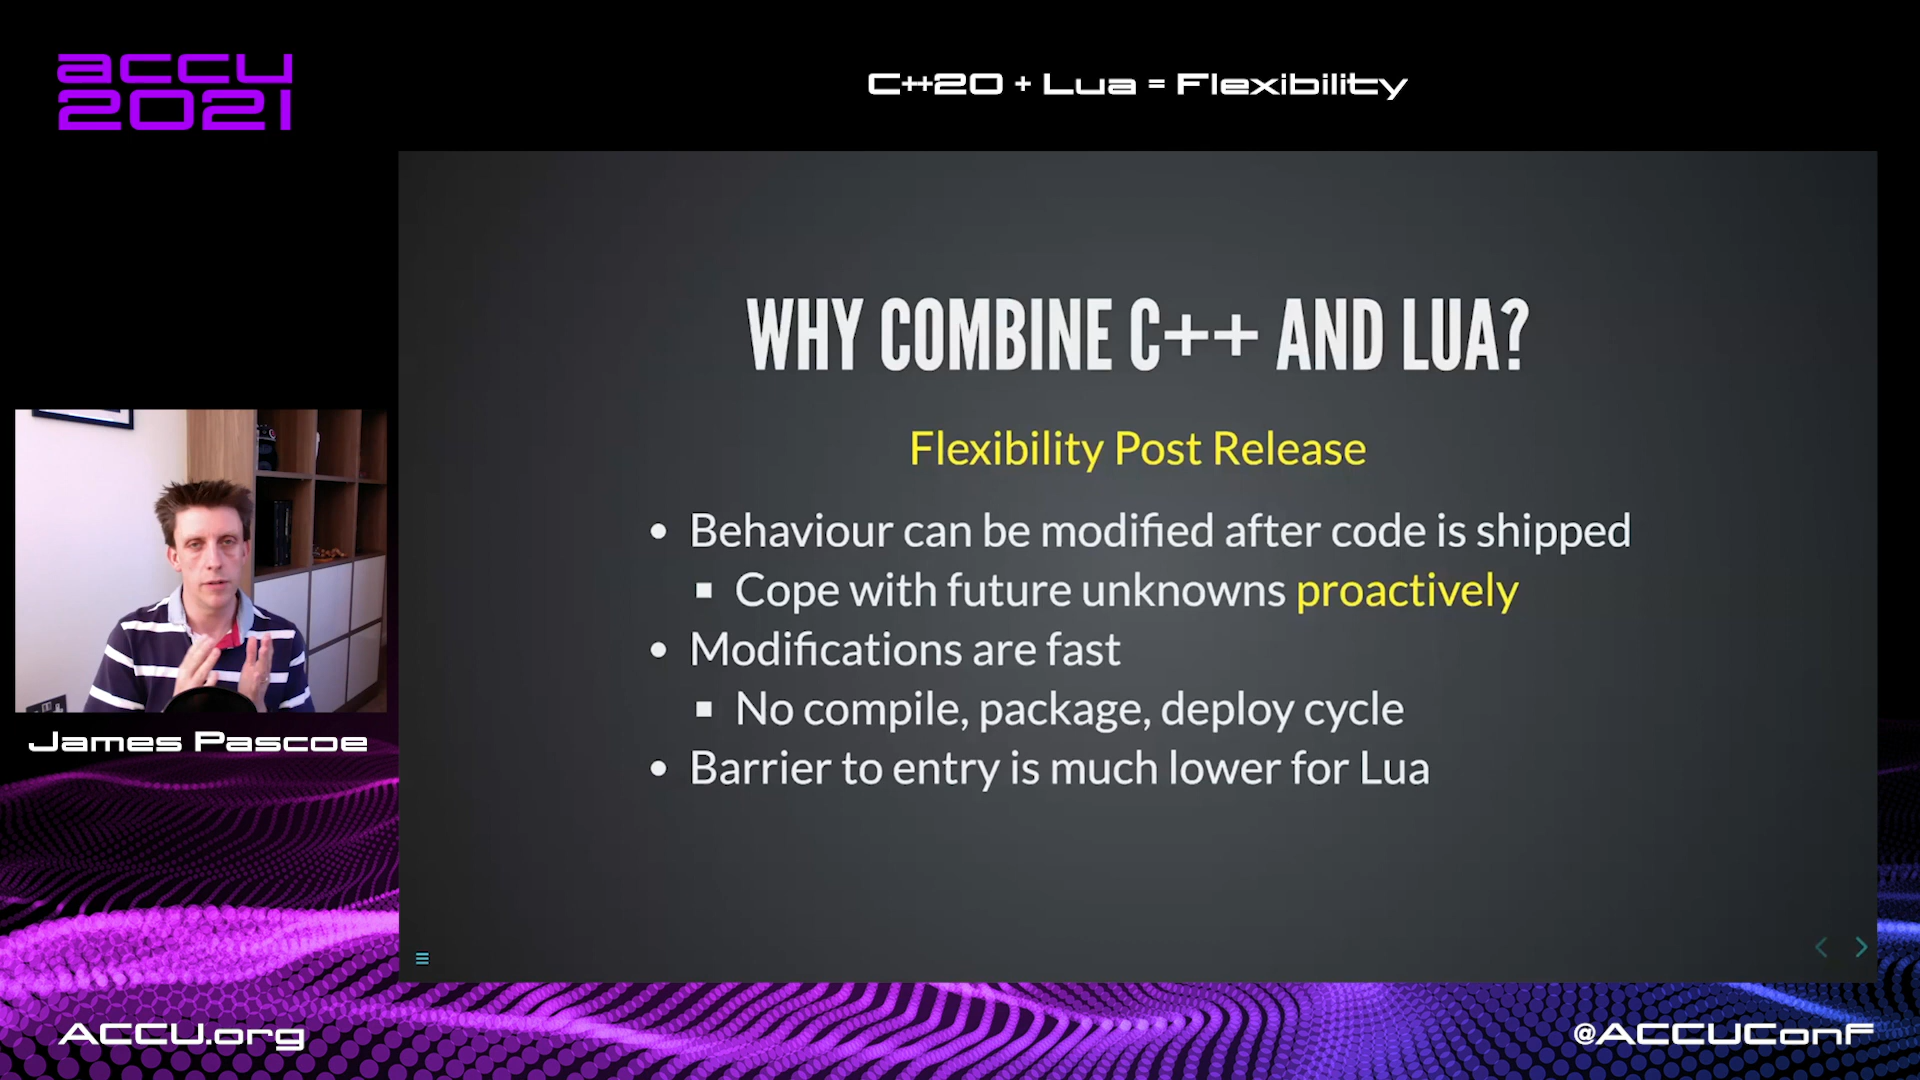 accu
2021
C++20 + Lua = Flexibility
WHY COMBINE C++ AND LUA?
Flexibility Post Release
• Behaviour can be modified after code is shipped
▪ Cope with future unknowns proactively
• Modifications are fast
▪ No compile, package, deploy cycle
• Barrier to entry is much lower for Lua
James Pascoe
ACCU.org
@ACCUConf